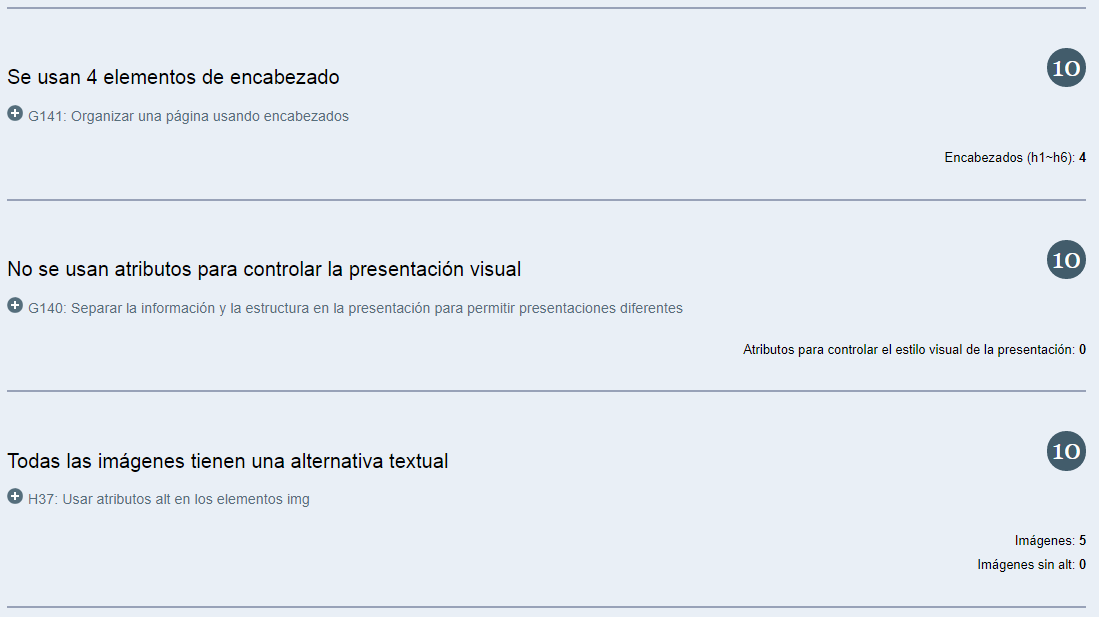 10
Se usan 4 elementos de encabezado
G141: Organizar una página usando encabezados
Encabezados (h1~h6): 4
10
No se usan atributos para controlar la presentación visual
G140: Separar la información y la estructura en la presentación para permitir presentaciones diferentes
Atributos para controlar el estilo visual de la presentación: 0
10
Todas las imágenes tienen una alternativa textual
H37: Usar atributos alt en los elementos img
Imágenes: 5
Imágenes sin alt: 0